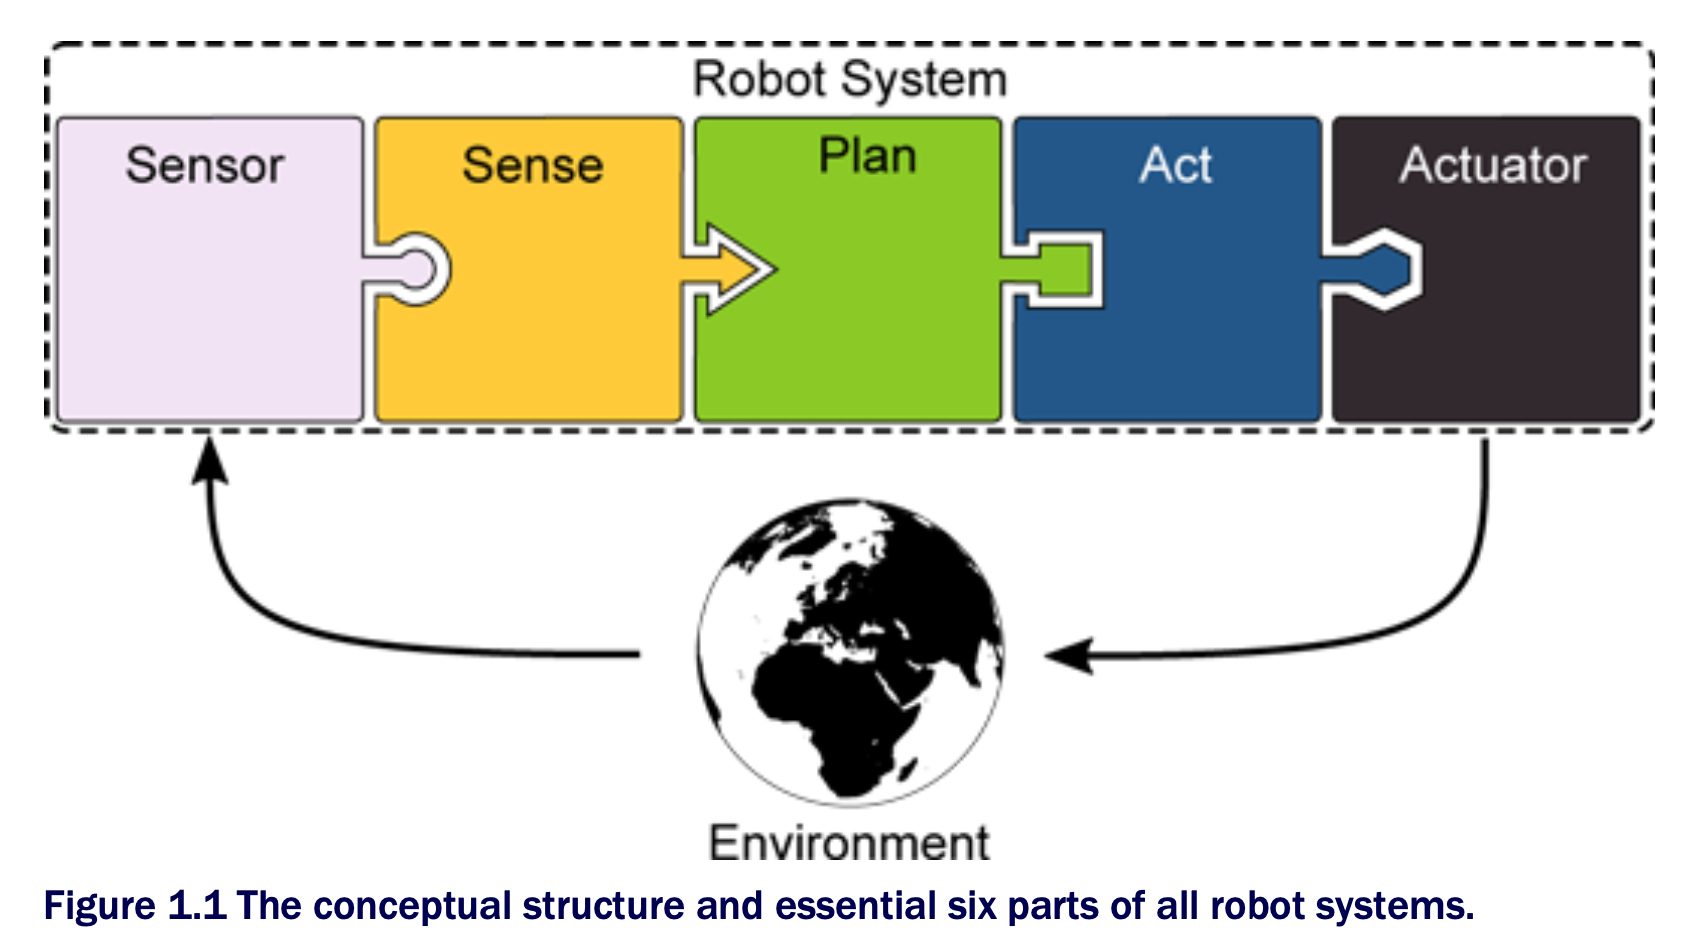 Robot System
Sensor
Sense
Plan
Act
Actuator
Environment
Figure 1.1 The conceptual structure and essential six parts of all robot systems.